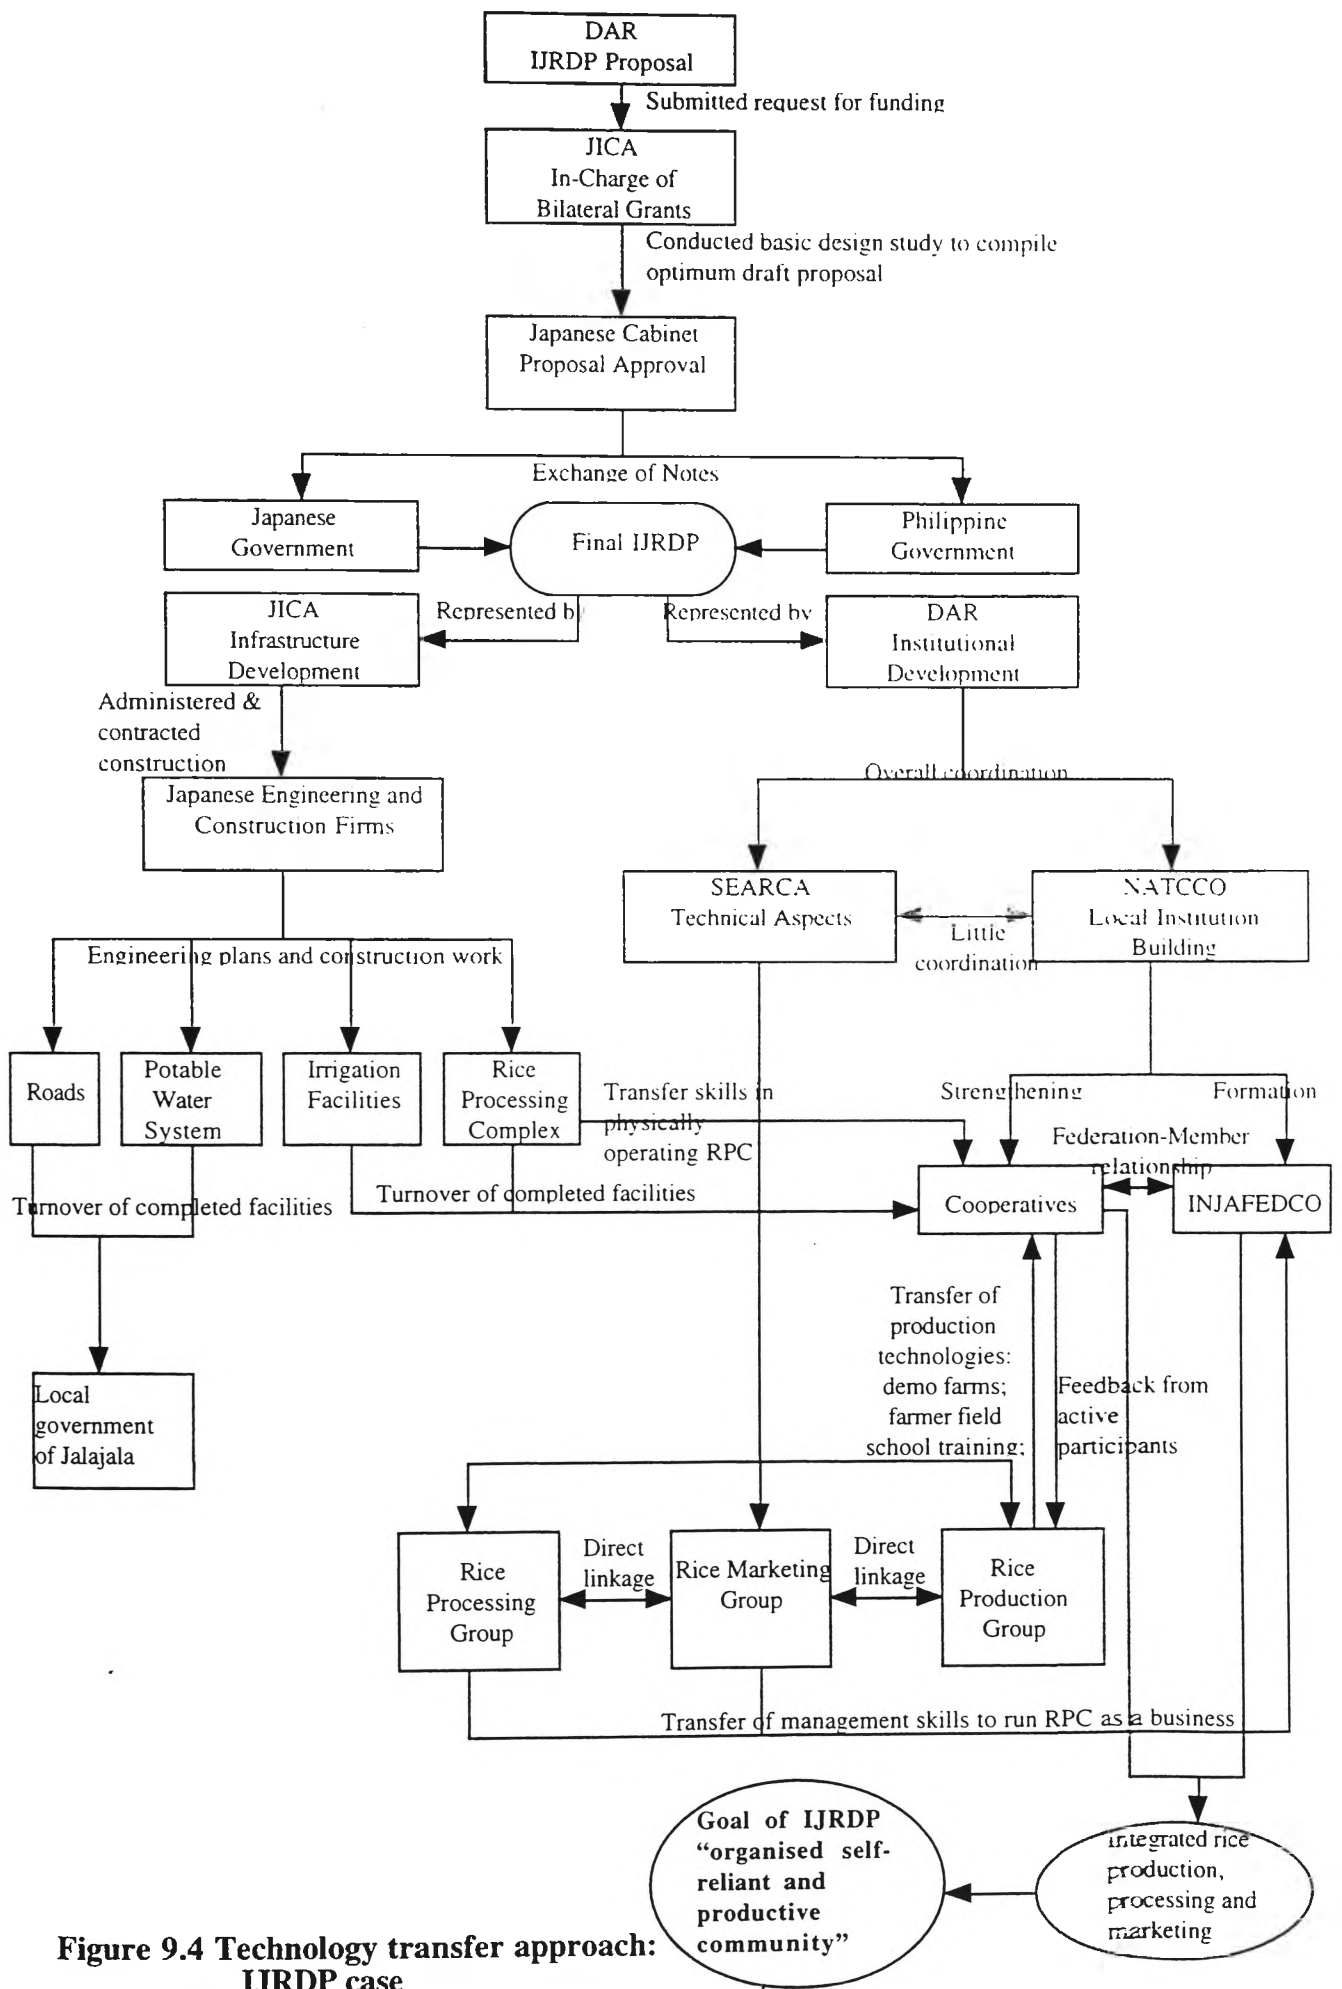 DAR
IJRDP Proposal
Submitted request for funding
JICA
In-Charge of
Bilateral Grants
Conducted basic design study to compile
optimum draft proposal
Japanese Cabinet
Proposal Approval
Exchange of Notes
Japanese
Government
Final IJRDP
Philippine
Government
JICA
Infrastructure
Development
Represented b
Represented by
DAR
Institutional
Development
Administered &
contracted
construction
Japanese Engineering and
Construction Firms
Overall coordination
SEARCA
Technical Aspects
Little
coordination
NATCCO
Local Institution
Building
Engineering plans and construction work
Roads
Potable
Water
System
Irrigation
Facilities
Rice
Processing
Complex
Transfer skills in
physically
operating RPC
Strengthening
Formation
Federation-Member
relationship
Turnover of completed facilities
Turnover of completed facilities
Cooperatives
INJAFEDCO
Local
government
of Jalajala
Transfer of
production
technologies:
demo farms;
farmer field
school training;
Feedback from
active
participants
Rice
Processing
Group
Direct
linkage
Rice Marketing
Group
Direct
linkage
Rice
Production
Group
Transfer of management skills to run RPC as a business
Goal of IJRDP
“organised self-
reliant and
productive
community”
Integrated rice
production,
processing and
marketing
Figure 9.4 Technology transfer approach:
IJRDP case